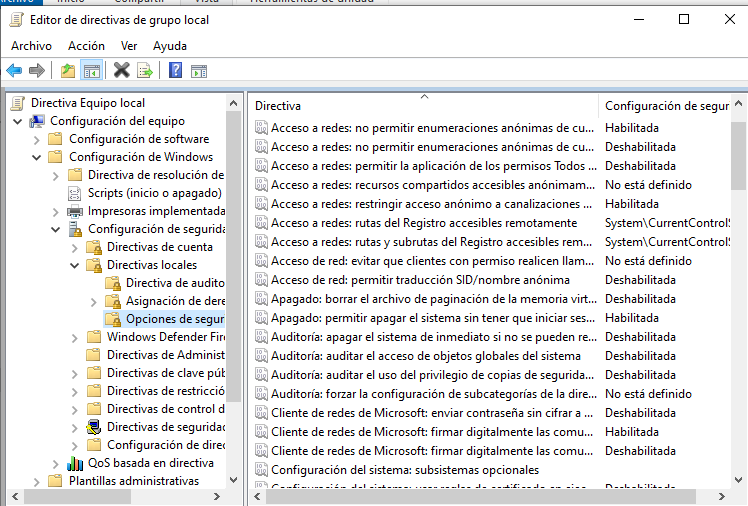 Archivo Inicio Compartir Vista Herramientas de unidad
Editor de directivas de grupo local
Archivo Acción Ver Ayuda
Directiva Equipo local
Configuración del equipo
Configuración de software
Configuración de Windows
Directiva de resolución de
Scripts (inicio o apagado)
Impresoras implementada
Configuración de segurida
Directivas de cuenta
Directivas locales
Directiva de audito
Asignación de dere
Opciones de segur
Windows Defender Fire
Directivas de Administ
Directivas de clave púb
Directivas de restricció
Directivas de control d
Directivas de seguridad
Configuración de direc
QoS basada en directiva
Plantillas administrativas
Directiva Configuración de segur
Acceso a redes: no permitir enumeraciones anónimas de cu... Habilitada
Acceso a redes: no permitir enumeraciones anónimas de cu... Deshabilitada
Acceso a redes: permitir la aplicación de los permisos Todos ... Deshabilitada
Acceso a redes: recursos compartidos accesibles anónimam... No está definido
Acceso a redes: restringir acceso anónimo a canalizaciones ... Habilitada
Acceso a redes: rutas del Registro accesibles remotamente System\CurrentControlS
Acceso a redes: rutas y subrutas del Registro accesibles rem... System\CurrentControlS
Acceso de red: evitar que clientes con permiso realicen llam... No está definido
Acceso de red: permitir traducción SID/nombre anónima Deshabilitada
Apagado: borrar el archivo de paginación de la memoria virt... Deshabilitada
Apagado: permitir apagar el sistema sin tener que iniciar ses... Habilitada
Auditoría: apagar el sistema de inmediato si no se pueden re... Deshabilitada
Auditoría: auditar el acceso de objetos globales del sistema Deshabilitada
Auditoría: auditar el uso del privilegio de copias de segurida... Deshabilitada
Auditoría: forzar la configuración de subcategorías de la dire... No está definido
Cliente de redes de Microsoft: enviar contraseña sin cifrar a ... Deshabilitada
Cliente de redes de Microsoft: firmar digitalmente las comu... Habilitada
Cliente de redes de Microsoft: firmar digitalmente las comu... Deshabilitada
Configuración del sistema: subsistemas opcionales